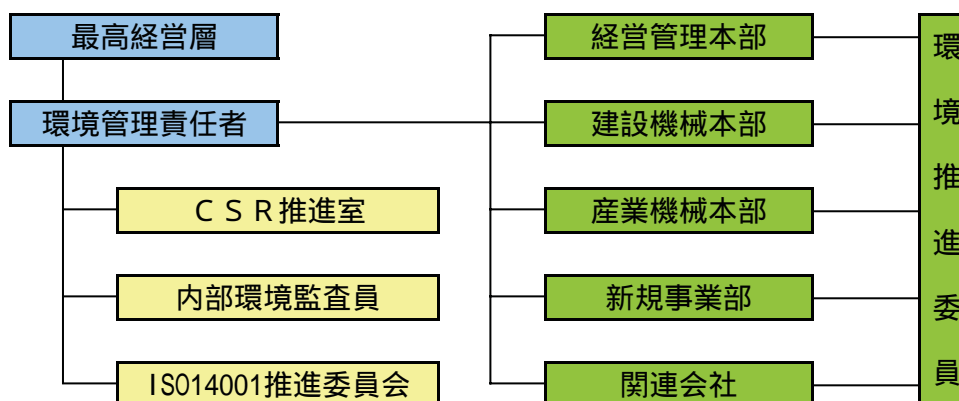 最高経営層
環境管理責任者
ＣＳＲ推進室
内部環境監査員
ISO14001推進委員会
経営管理本部
建設機械本部
産業機械本部
新規事業部
関連会社
環境推進委員